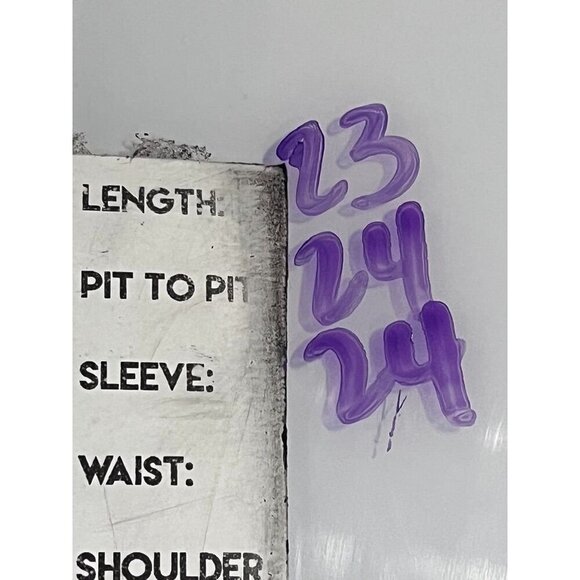 LENGTH: 23
PIT TO PIT 24
SLEEVE: 24
WAIST:
SHOULDER